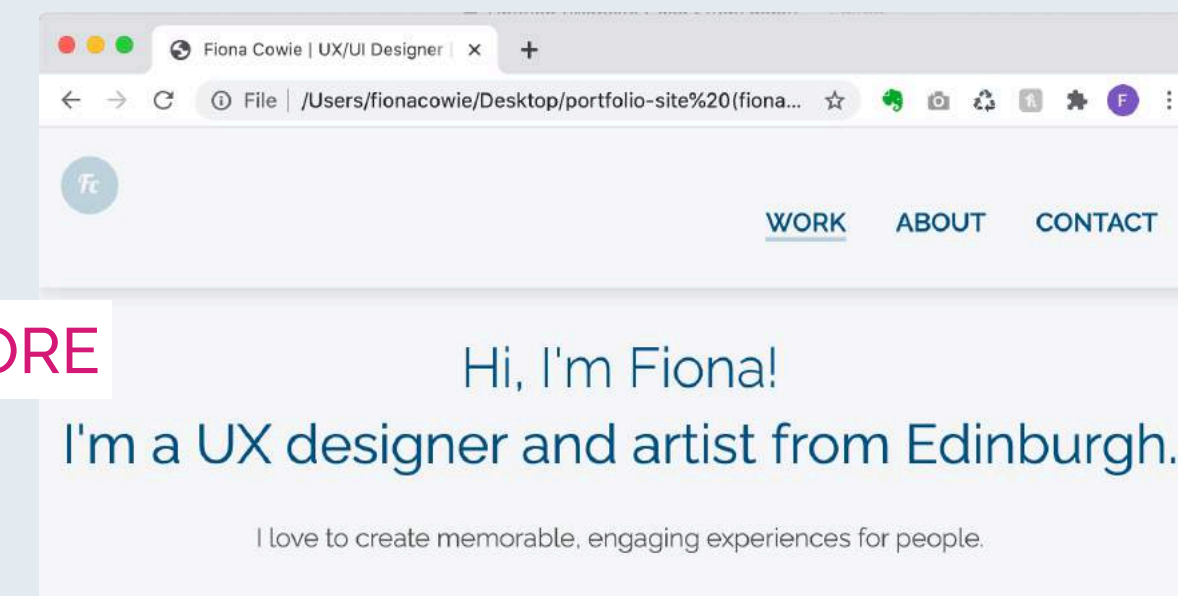 Fiona Cowie | UX/UI Designer |
File | /Users/fionacowie/Desktop/portfolio-site%20(fiona...
F
Fc
WORK ABOUT CONTACT
ORE
Hi, I'm Fiona!
I'm a UX designer and artist from Edinburgh.
I love to create memorable, engaging experiences for people.